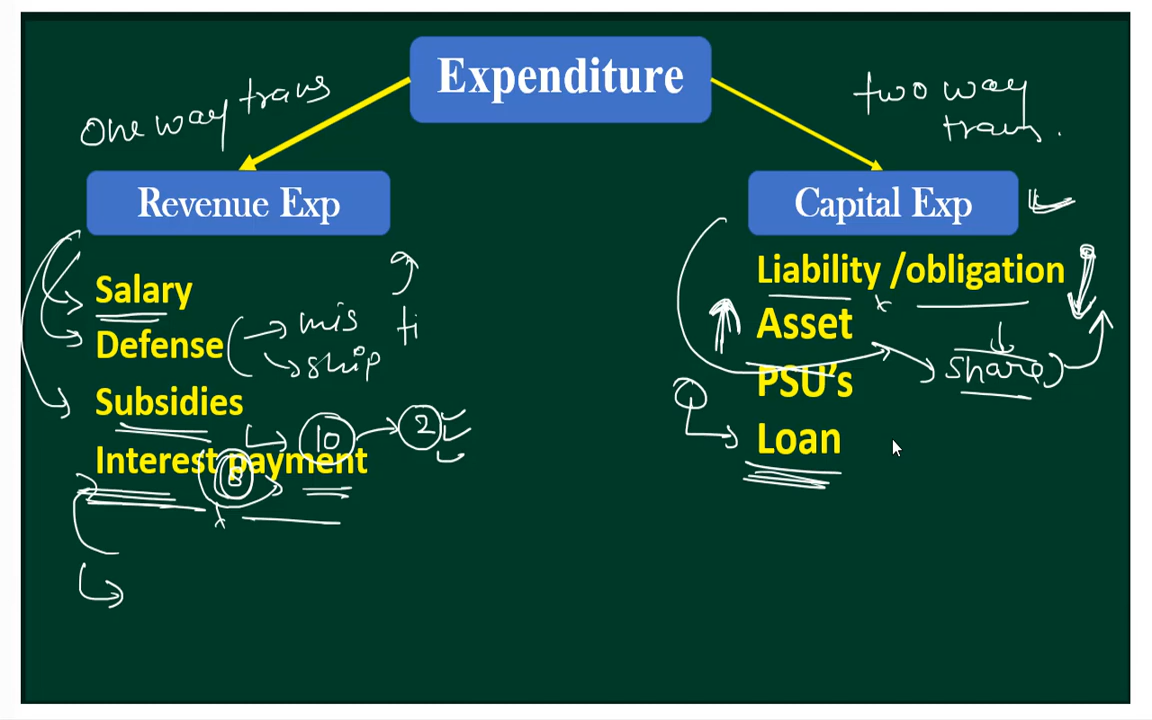 Expenditure
one way trans
two way
trans.
Revenue Exp
Capital Exp
Salary
Defense
mis
ship
Subsidies
10
2
Interest payment
8
Liability /obligation
Asset
PSU's
share
Loan